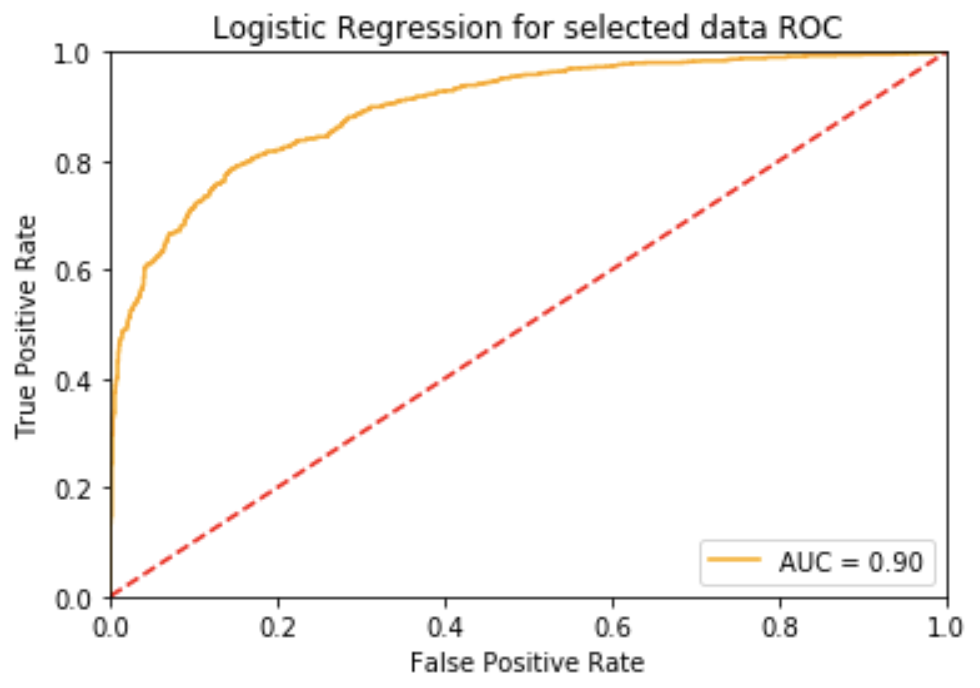 Logistic Regression for selected data ROC
1.0
0.8
0.6
0.4
0.2
0.0
True Positive Rate
AUC = 0.90
0.0 0.2 0.4 0.6 0.8 1.0
False Positive Rate